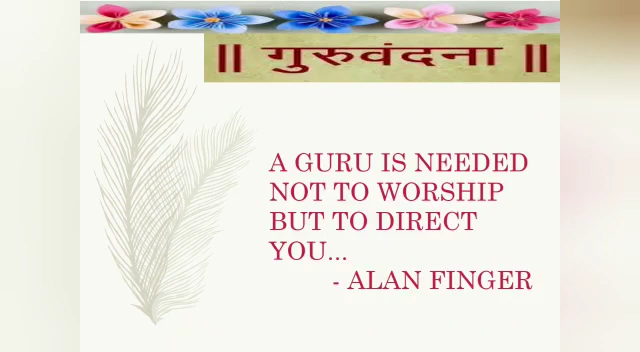 || गुरुवंदना ||
A GURU IS NEEDED
NOT TO WORSHIP
BUT TO DIRECT
YOU...
- ALAN FINGER